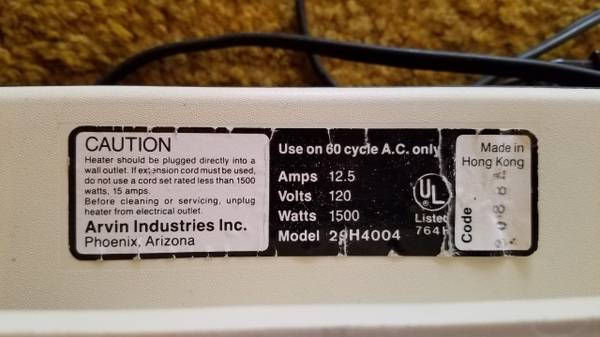 CAUTION
Heater should be plugged directly into a
wall outlet. If extension cord must be used,
do not use a cord set rated less than 1500
watts, 15 amps.
Before cleaning or servicing, unplug
heater from electrical outlet.
Arvin Industries Inc.
Phoenix, Arizona
Use on 60 cycle A.C. only
Amps 12.5
Volts 120
Watts 1500
Model 29H4004
UL
Listed
764H
Made in
Hong Kong
Code